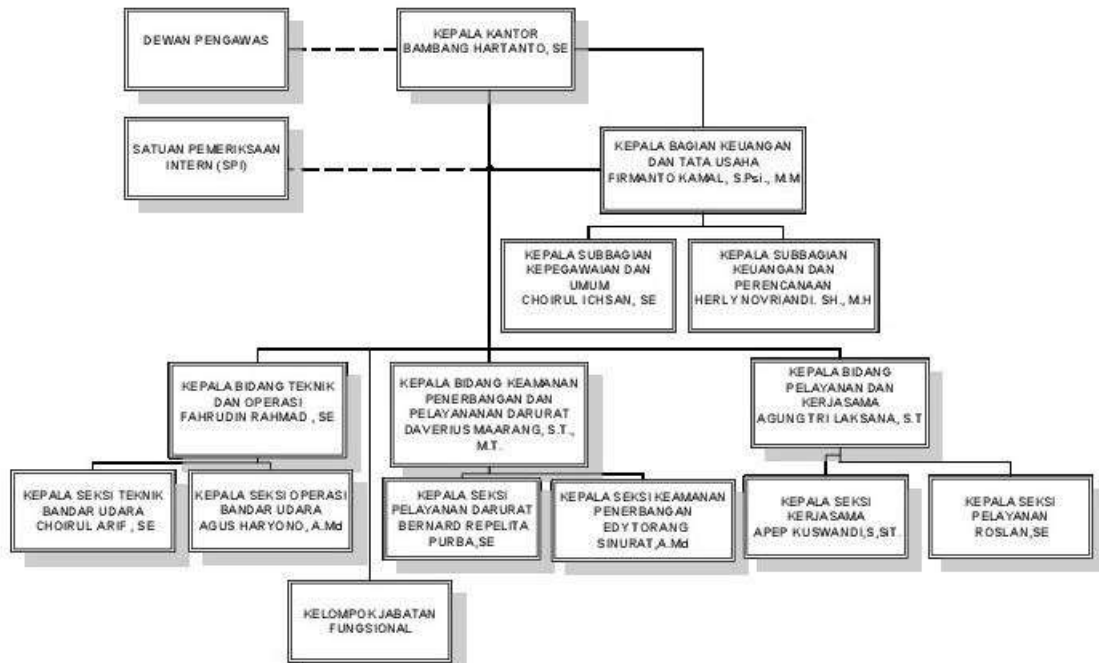 DEWAN PENGAWAS
KEPALA KANTOR
BAMBANG HARTANTO, SE
SATUAN PEMERIKSAAN
INTERN (SPI)
KEPALA BAGIAN KEUANGAN
DAN TATA USAHA
FIRMANTO KAMAL, S.Psi., M.M
KEPALA SUBBAGIAN
KEPEGAWAIAN DAN
UMUM
CHOIRUL ICHSAN, SE
KEPALA SUBBAGIAN
KEUANGAN DAN
PERENCANAAN
HERLY NOVRIANDI. SH., M.H
KEPALA BIDANG TEKNIK
DAN OPERASI
FAHRUDIN RAHMAD , SE
KEPALA BIDANG KEAMANAN
PENERBANGAN DAN
PELAYANANAN DARURAT
DAVERIUS MAARANG, S.T.,
M.T.
KEPALA BIDANG
PELAYANAN DAN
KERJASAMA
AGUNG TRI LAKSANA, S.T
KEPALA SEKSI TEKNIK
BANDAR UDARA
CHOIRUL ARIF , SE
KEPALA SEKSI OPERASI
BANDAR UDARA
AGUS HARYONO, A.Md
KEPALA SEKSI
PELAYANAN DARURAT
BERNARD REPELITA
PURBA,SE
KEPALA SEKSI KEAMANAN
PENERBANGAN
EDYTORANG
SINURAT,A.Md
KEPALA SEKSI
KERJASAMA
APEP KUSWANDI,S,SiT.
KEPALA SEKSI
PELAYANAN
ROSLAN,SE
KELOMPOK JABATAN
FUNGSIONAL